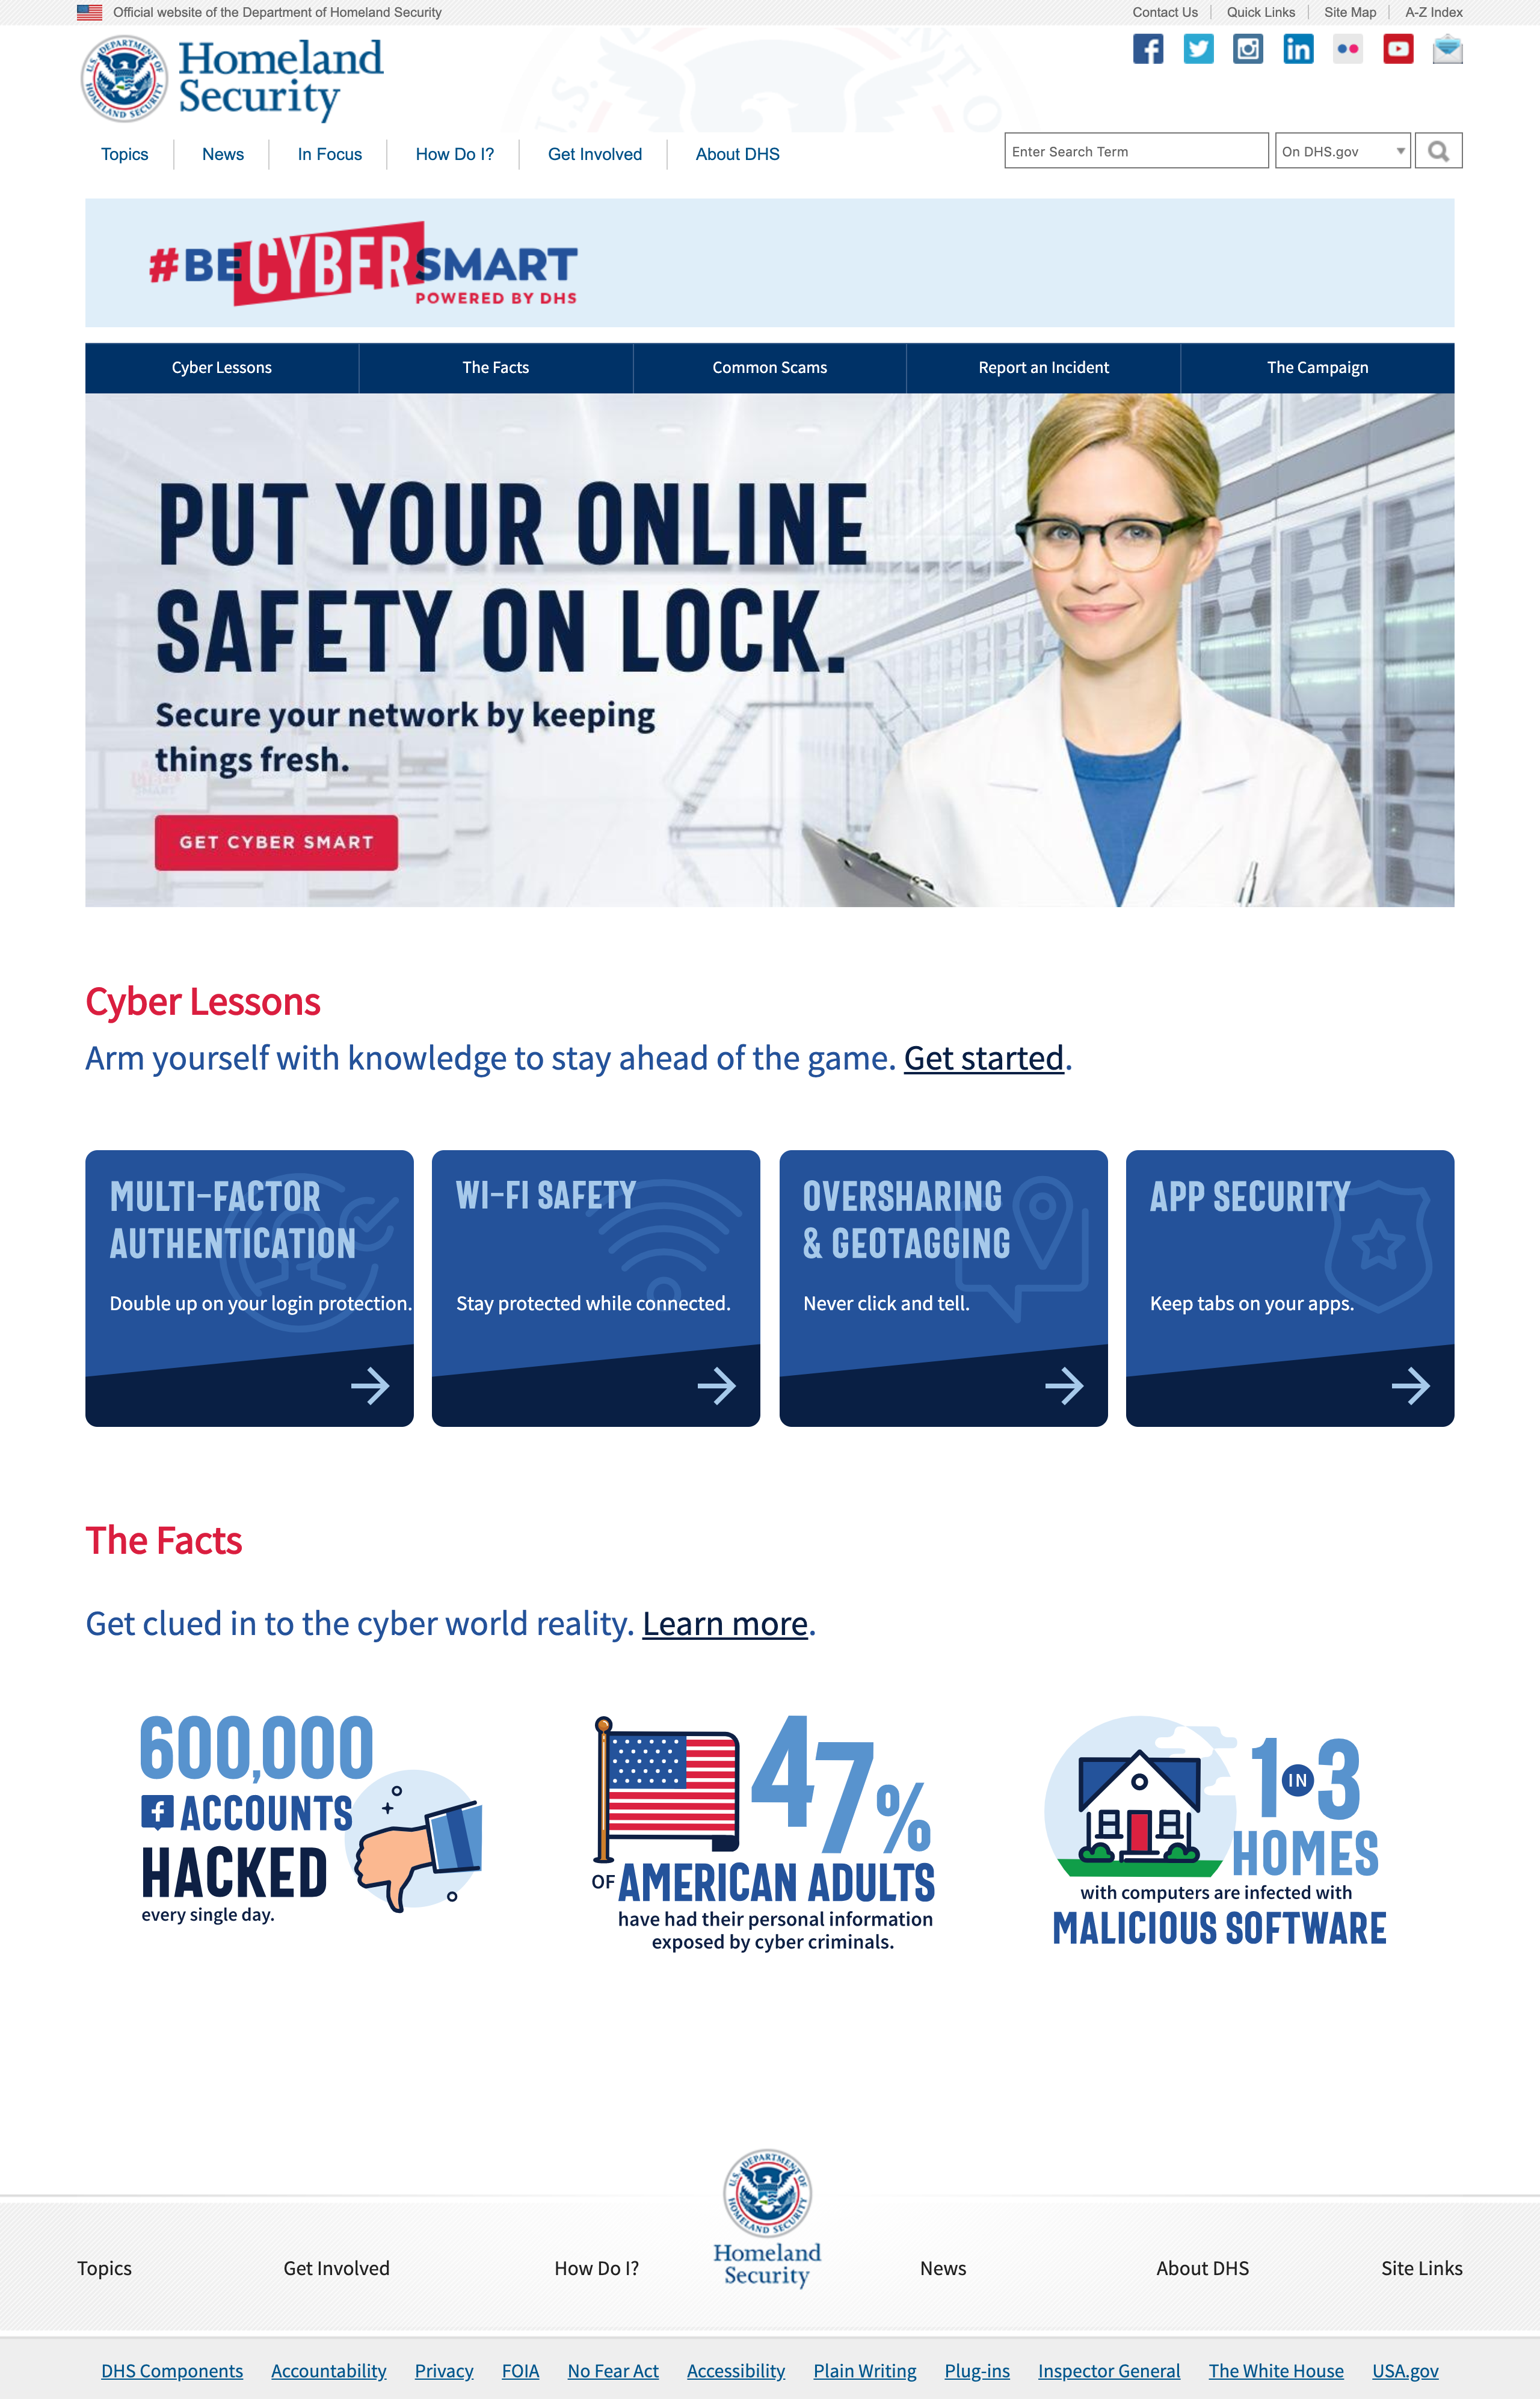 Official website of the Department of Homeland Security
Contact Us
Quick Links
Site Map
A-Z Index
U.S. DEPARTMENT OF HOMELAND SECURITY
Homeland
Security
Topics
News
In Focus
How Do I?
Get Involved
About DHS
Enter Search Term
On DHS.gov
#BECYBERSMART
POWERED BY DHS
Cyber Lessons
The Facts
Common Scams
Report an Incident
The Campaign
PUT YOUR ONLINE
SAFETY ON LOCK.
Secure your network by keeping
things fresh.
GET CYBER SMART
Cyber Lessons
Arm yourself with knowledge to stay ahead of the game. Get started.
MULTI-FACTOR
AUTHENTICATION
Double up on your login protection.
WI-FI SAFETY
Stay protected while connected.
OVERSHARING
& GEOTAGGING
Never click and tell.
APP SECURITY
Keep tabs on your apps.
The Facts
Get clued in to the cyber world reality. Learn more.
600,000
ACCOUNTS
HACKED
every single day.
47%
OF AMERICAN ADULTS
have had their personal information
exposed by cyber criminals.
1 IN 3
HOMES
with computers are infected with
MALICIOUS SOFTWARE
U.S. DEPARTMENT OF HOMELAND SECURITY
Homeland
Security
Topics
Get Involved
How Do I?
News
About DHS
Site Links
DHS Components
Accountability
Privacy
FOIA
No Fear Act
Accessibility
Plain Writing
Plug-ins
Inspector General
The White House
USA.gov